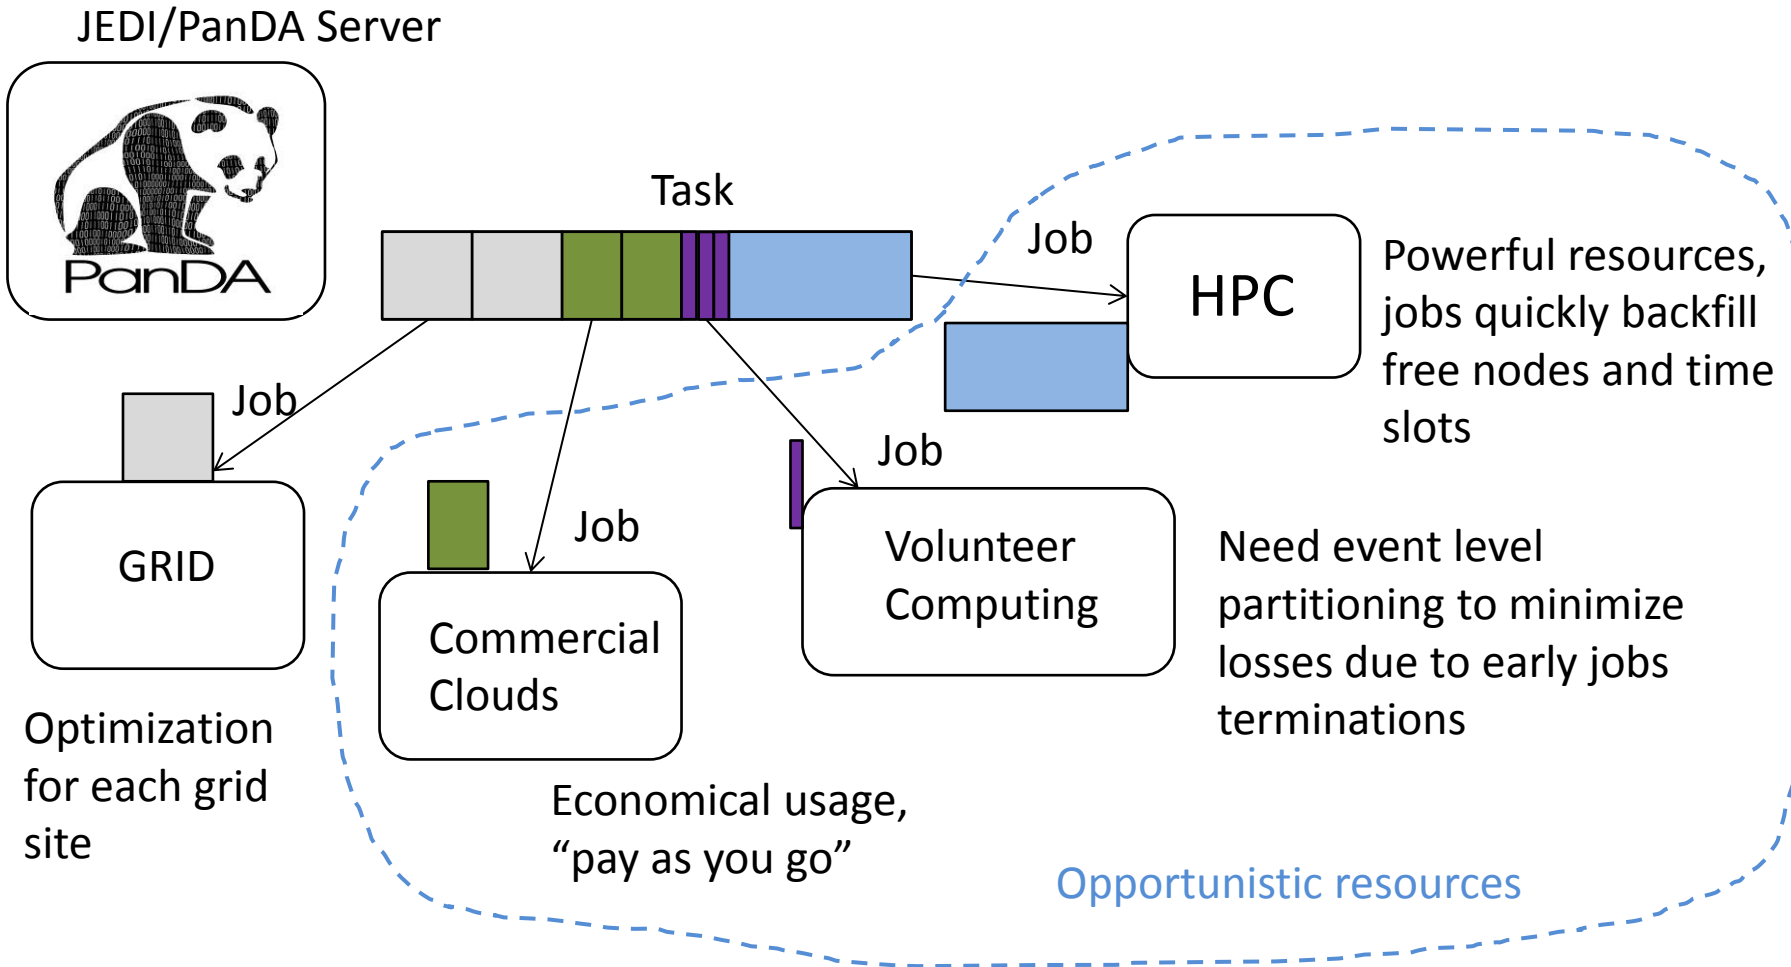 JEDI/PanDA Server
PanDA
Task
Job
HPC
Powerful resources,
jobs quickly backfill
free nodes and time
slots
Job
GRID
Optimization
for each grid
site
Job
Commercial
Clouds
Economical usage,
“pay as you go”
Job
Volunteer
Computing
Need event level
partitioning to minimize
losses due to early jobs
terminations
Opportunistic resources